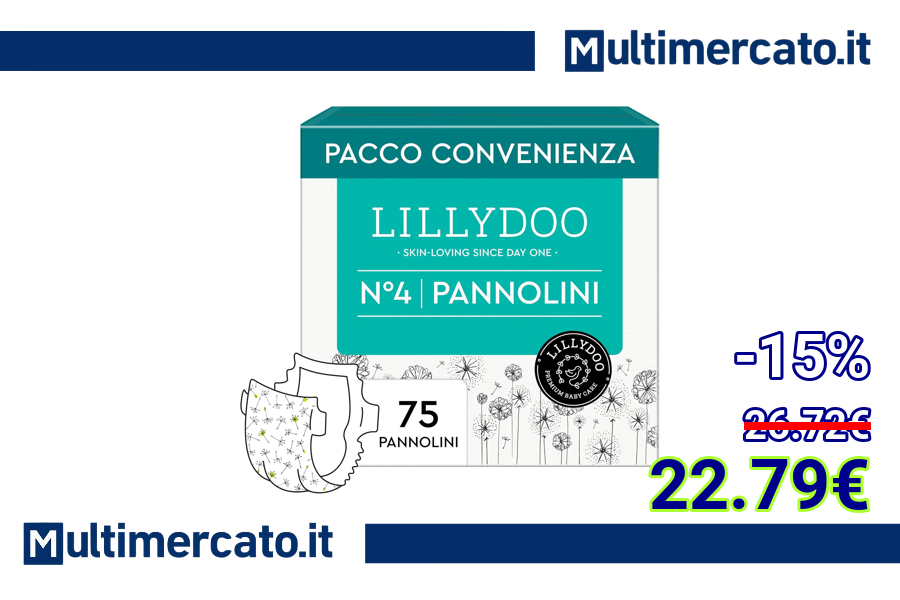 Multimercato.it
PACCO CONVENIENZA
LILLYDOO
· SKIN-LOVING SINCE DAY ONE ·
N°4 | PANNOLINI
LILLYDOO
PREMIUM BABY CARE
75
PANNOLINI
-15%
26.72€
22.79€
Multimercato.it